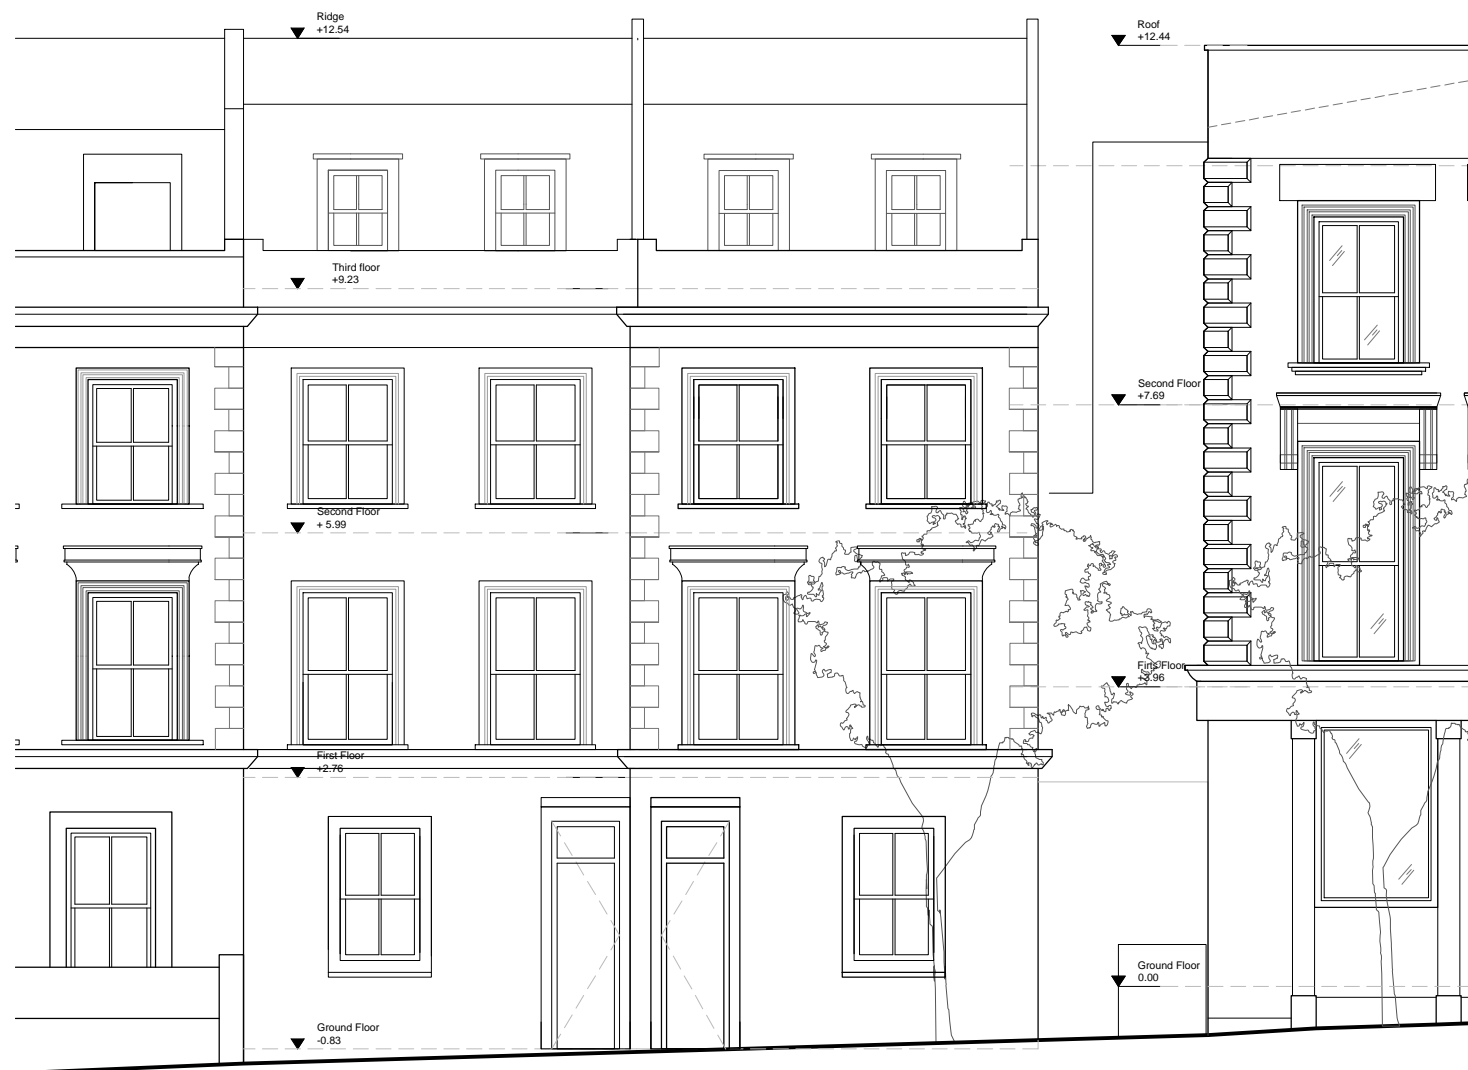 Ridge
+12.54
Roof
+12.44
Third floor
+9.23
Second Floor
+7.69
Second Floor
+ 5.99
Firts Floor
+3.96
First Floor
+2.76
Ground Floor
0.00
Ground Floor
-0.83